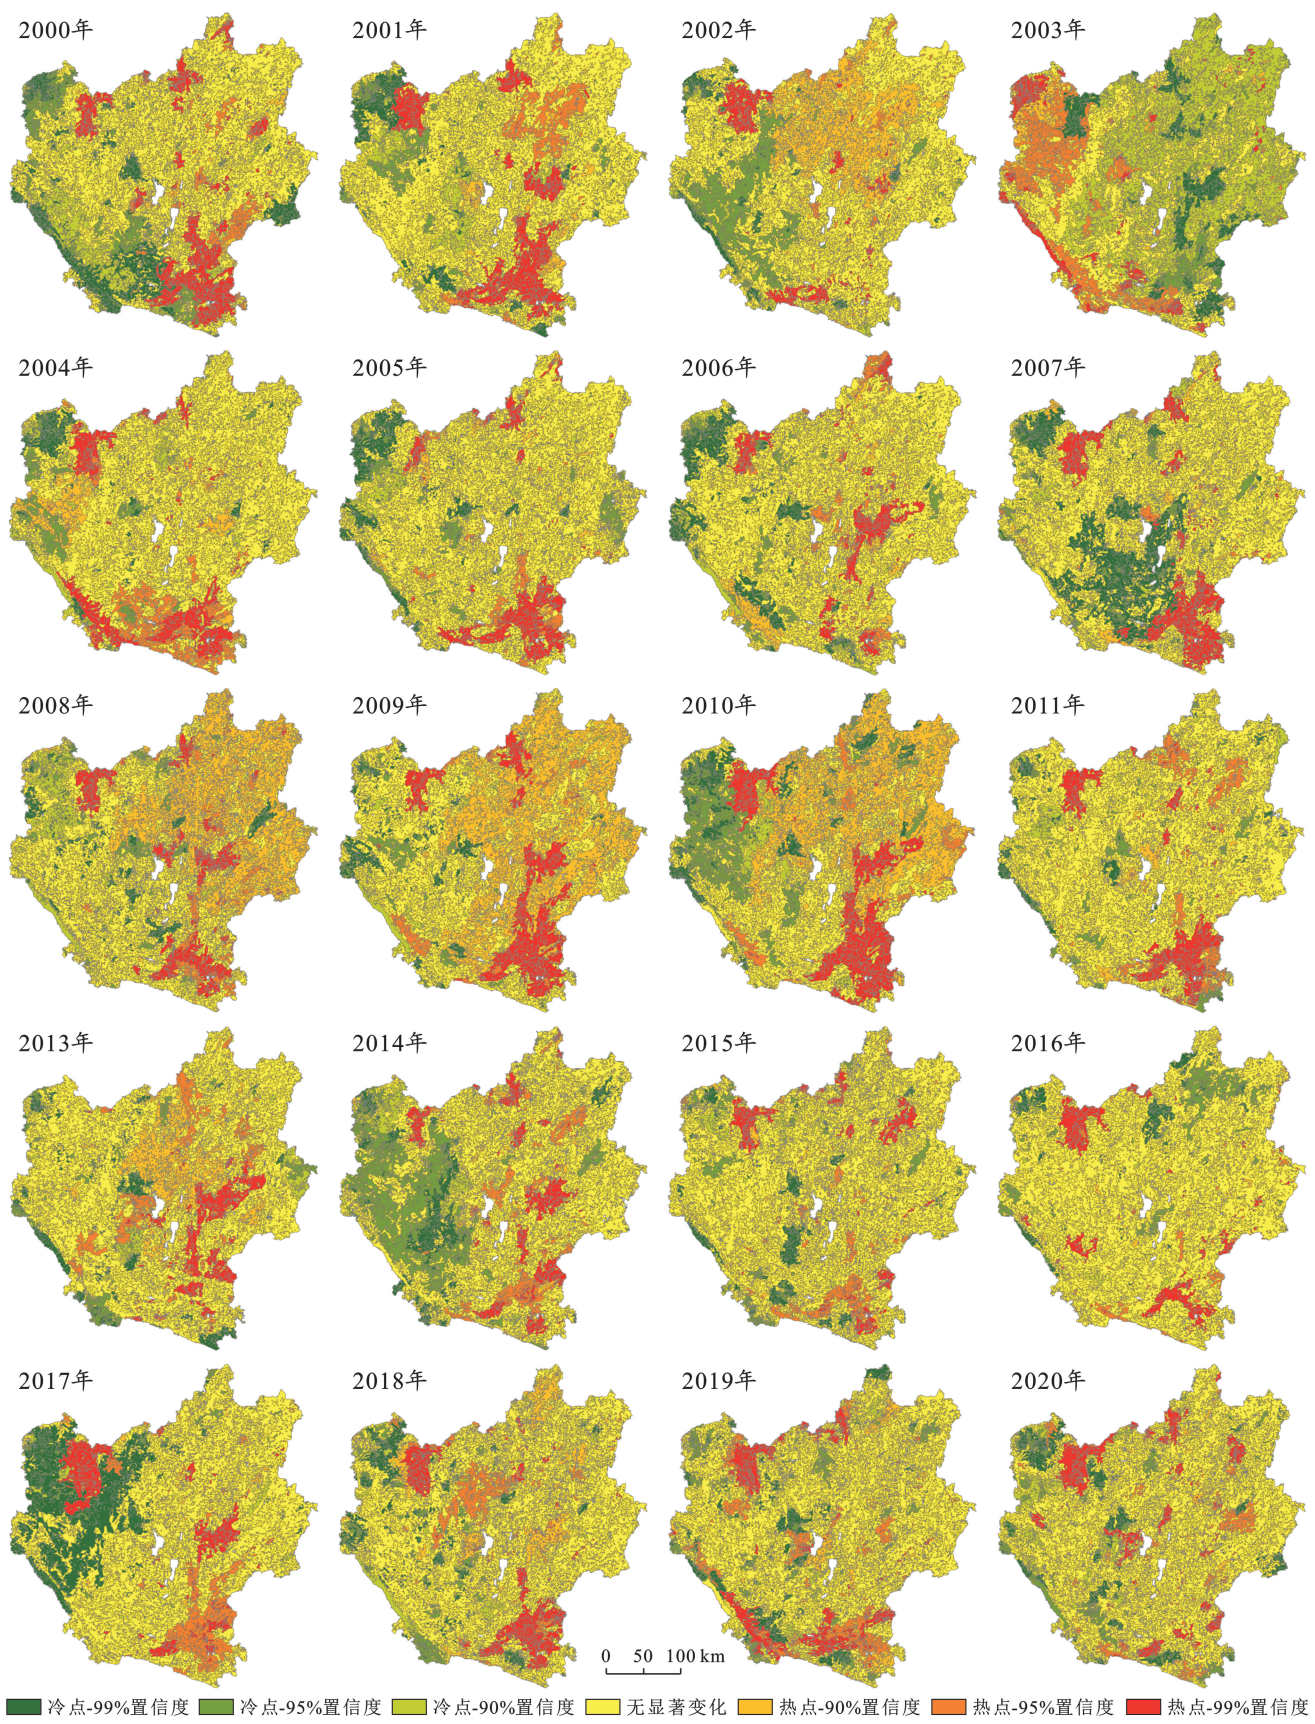 2000年
2001年
2002年
2003年
2004年
2005年
2006年
2007年
2008年
2009年
2010年
2011年
2013年
2014年
2015年
2016年
2017年
2018年
2019年
2020年
0 50 100 km
冷点-99%置信度 冷点-95%置信度 冷点-90%置信度 无显著变化 热点-90%置信度 热点-95%置信度 热点-99%置信度